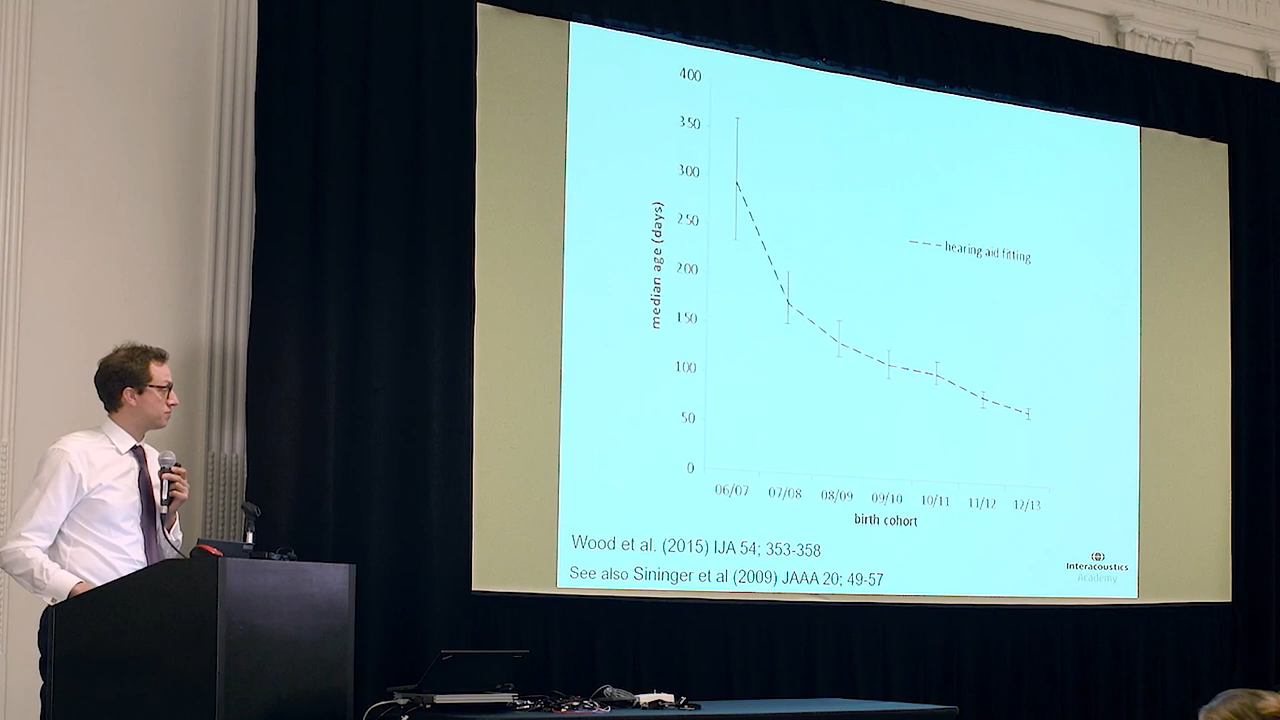 400
350
300
250
200
150
100
50
0
median age (days)
hearing aid fitting
06/07 07/08 08/09 09/10 10/11 11/12 12/13
birth cohort
Wood et al. (2015) IJA 54; 353-358
See also Sininger et al (2009) JAAA 20; 49-57
Interacoustics
Academy